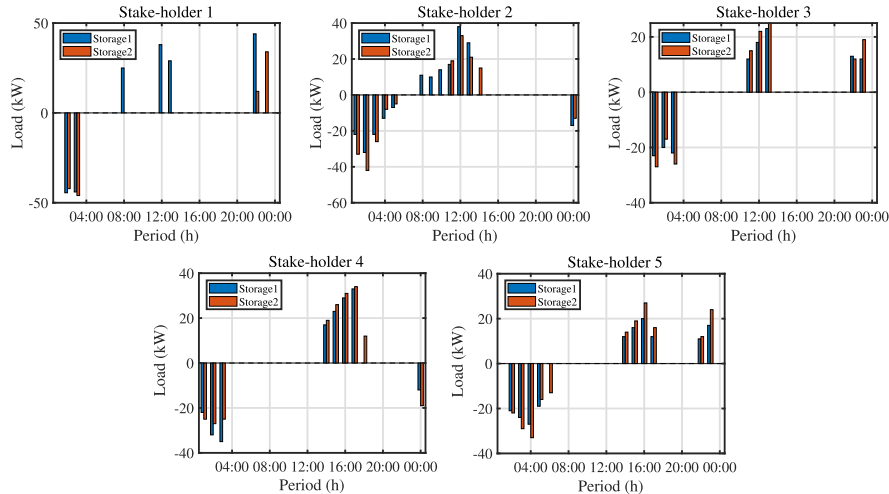 Stake-holder 1
Stake-holder 2
Stake-holder 3
50
0
-50
Load (kW)
Storage1
Storage2
04:00 08:00 12:00 16:00 20:00 00:00
Period (h)
40
20
0
-20
-40
-60
Load (kW)
Storage1
Storage2
04:00 08:00 12:00 16:00 20:00 00:00
Period (h)
20
0
-20
-40
Load (kW)
Storage1
Storage2
04:00 08:00 12:00 16:00 20:00 00:00
Period (h)
Stake-holder 4
Stake-holder 5
40
20
0
-20
-40
Load (kW)
Storage1
Storage2
04:00 08:00 12:00 16:00 20:00 00:00
Period (h)
40
20
0
-20
-40
Load (kW)
Storage1
Storage2
04:00 08:00 12:00 16:00 20:00 00:00
Period (h)